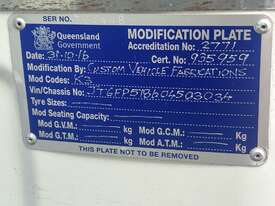 SER NO.
Queensland Government
MODIFICATION PLATE
Accreditation No: 2771
Date: 31.10.16 Cert. No: 935959
Modification By: CUSTOM VEHICLE FABRICATIONS
Mod Codes: K5
Vin/Chassis No:
Tyre Sizes:
Mod Seating Capacity:
Mod G.V.M: kg Mod G.C.M: kg
Mod G.T.M: kg Mod A.T.M: kg
THIS PLATE NOT TO BE REMOVED